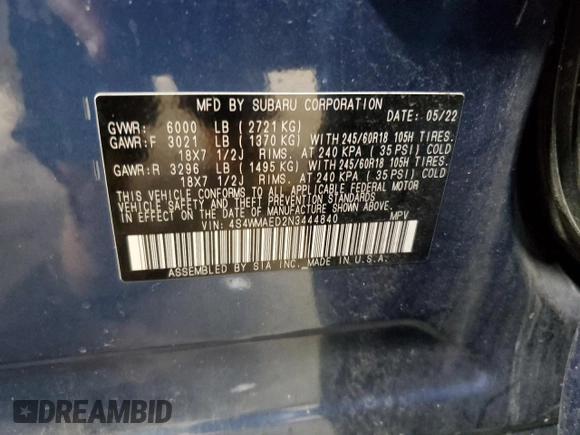 MFD BY SUBARU CORPORATION
DATE: 05/22
GVWR: 6000 LB ( 2721 KG)
GAWR:F 3021 LB ( 1370 KG) WITH 245/60R18 105H TIRES.
18X7 1/2J RIMS. AT 240 KPA ( 35 PSI) COLD
GAWR:R 3296 LB ( 1495 KG) WITH 245/60R18 105H TIRES.
18X7 1/2J RIMS. AT 240 KPA ( 35 PSI) COLD
THIS VEHICLE CONFORMS TO ALL APPLICABLE FEDERAL MOTOR
VEHICLE SAFETY AND BUMPER STANDARDS
IN EFFECT ON THE DATE OF MANUFACTURE SHOWN ABOVE.
VIN: 4S4WMAED2N3444840 MPV
ASSEMBLED BY SIA INC._MADE IN U.S.A.
DREAMBID